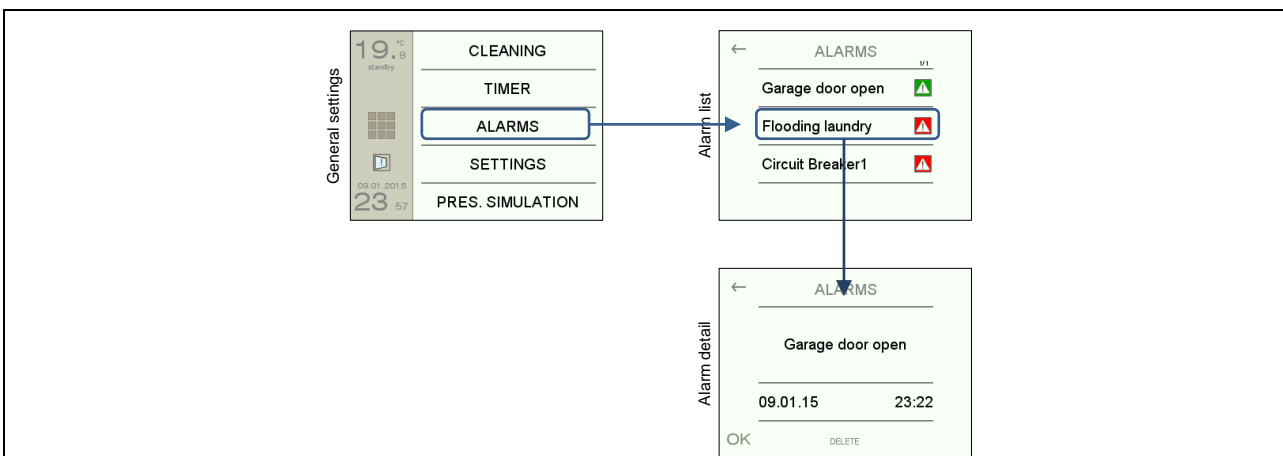 General settings
19.8 °C
standby
09.01.2015
23 57
CLEANING
TIMER
ALARMS
SETTINGS
PRES. SIMULATION
Alarm list
←
ALARMS
1/1
Garage door open
Flooding laundry
Circuit Breaker1
Alarm detail
←
ALARMS
Garage door open
09.01.15 23:22
OK DELETE